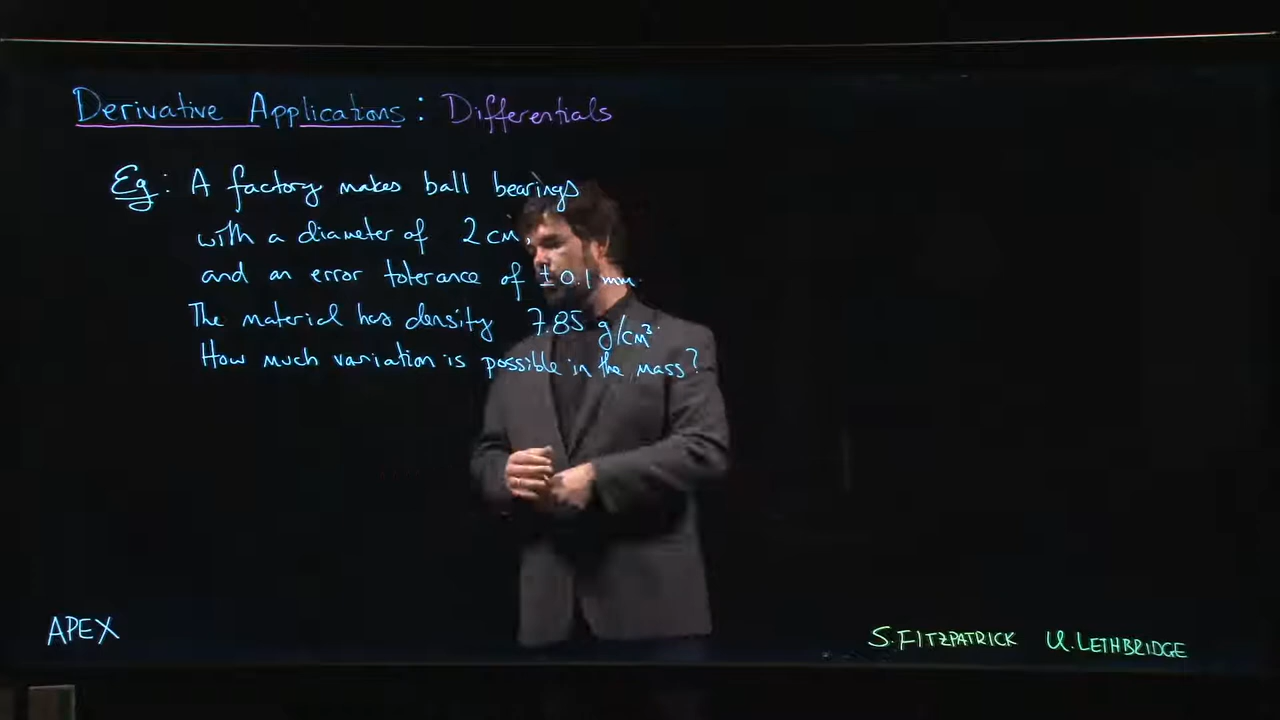 Derivative Applications: Differentials
Eg: A factory makes ball bearings
with a diameter of 2 cm,
and an error tolerance of ±0.1 mm.
The material has density 7.85 g/cm³.
How much variation is possible in the mass?
APEX
S. FITZPATRICK U. LETHBRIDGE